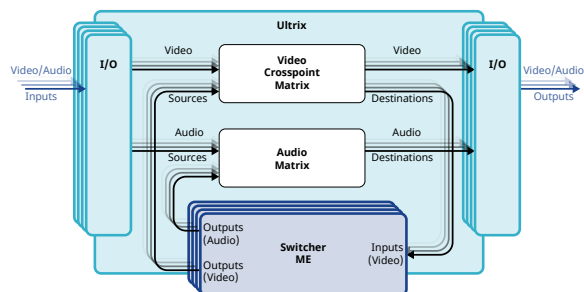 Ultrix
Video/Audio
Inputs
I/O
Video
Sources
Video
Crosspoint
Matrix
Video
Destinations
I/O
Video/Audio
Outputs
Audio
Sources
Audio
Matrix
Audio
Destinations
Outputs
(Audio)
Switcher
ME
Inputs
(Video)
Outputs
(Video)